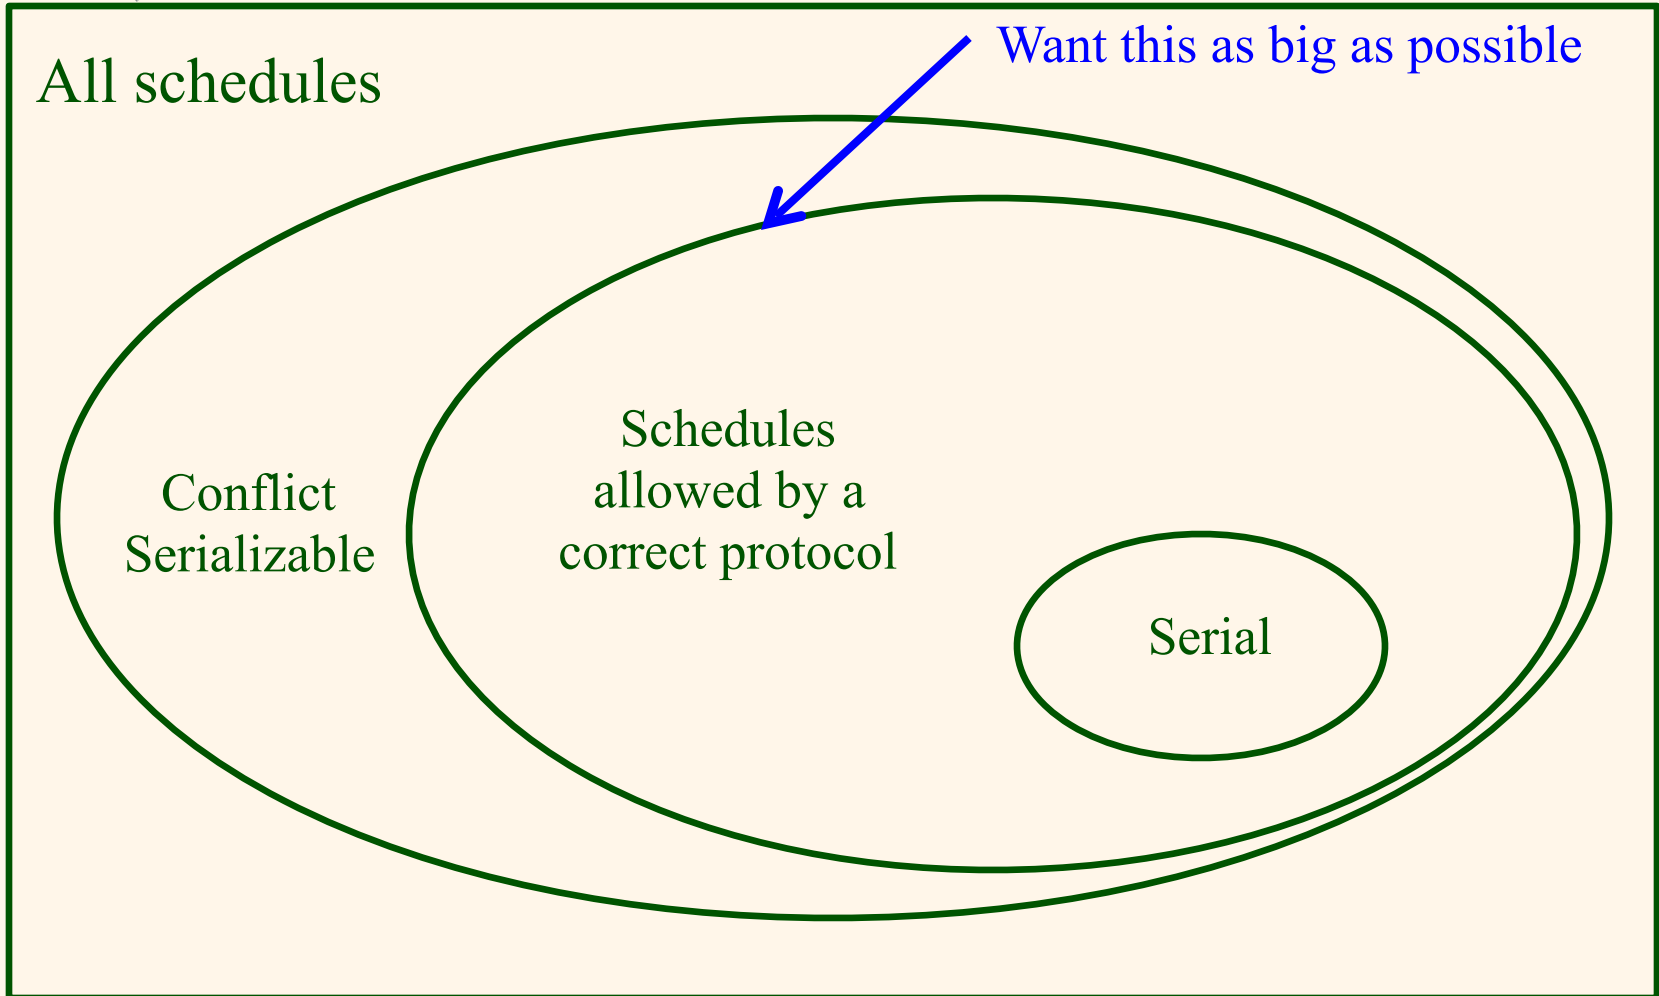 Want this as big as possible
All schedules
Schedules
allowed by a
correct protocol
Conflict
Serializable
Serial